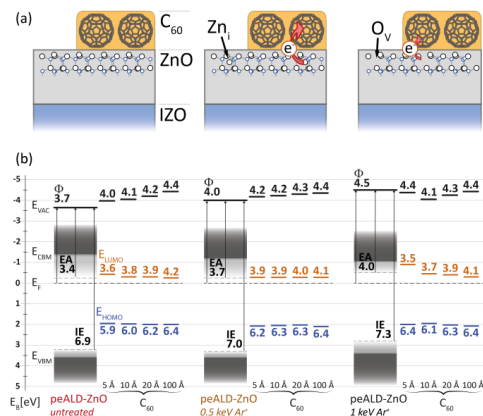 (a)
C60
ZnO
IZO
Zni
e-
OV
e-
(b)
Φ
3.7
4.0 4.1 4.2 4.4
Φ
4.0
4.2 4.2 4.3 4.4
Φ
4.5
4.4 4.1 4.3 4.4
-5
-4
-3
-2
-1
0
1
2
3
4
5
EVAC
ECBM
EF
EVBM
EB[eV]
EA
3.4
ELUMO
3.6 3.8 3.9 4.2
EHOMO
5.9 6.0 6.2 6.4
IE
6.9
EA
3.7
3.9 3.9 4.0 4.1
6.2 6.3 6.3 6.4
IE
7.0
EA
4.0
3.5 3.7 3.9 4.1
6.4 6.1 6.3 6.4
IE
7.3
5 Å 10 Å 20 Å 100 Å
5 Å 10 Å 20 Å 100 Å
5 Å 10 Å 20 Å 100 Å
peALD-ZnO
untreated
C60
peALD-ZnO
0.5 keV Ar+
C60
peALD-ZnO
1 keV Ar+
C60